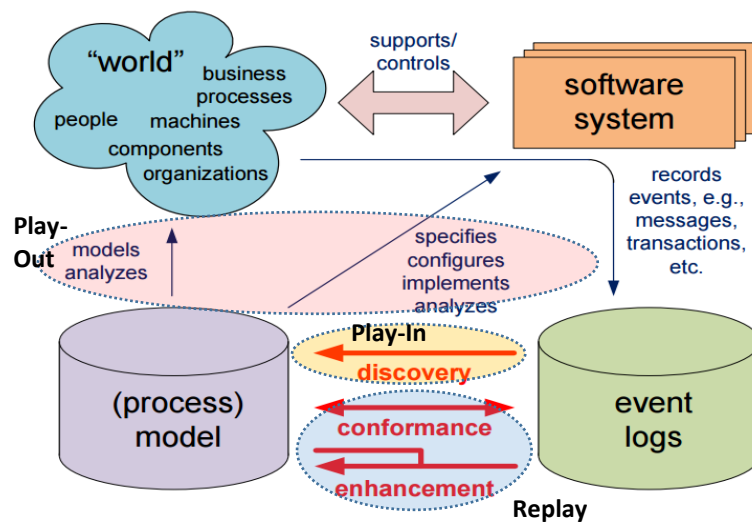 “world”
business
processes
people
machines
components
organizations
supports/
controls
software
system
records
events, e.g.,
messages,
transactions,
etc.
Play-
Out
models
analyzes
specifies
configures
implements
analyzes
Play-In
discovery
(process)
model
conformance
enhancement
event
logs
Replay